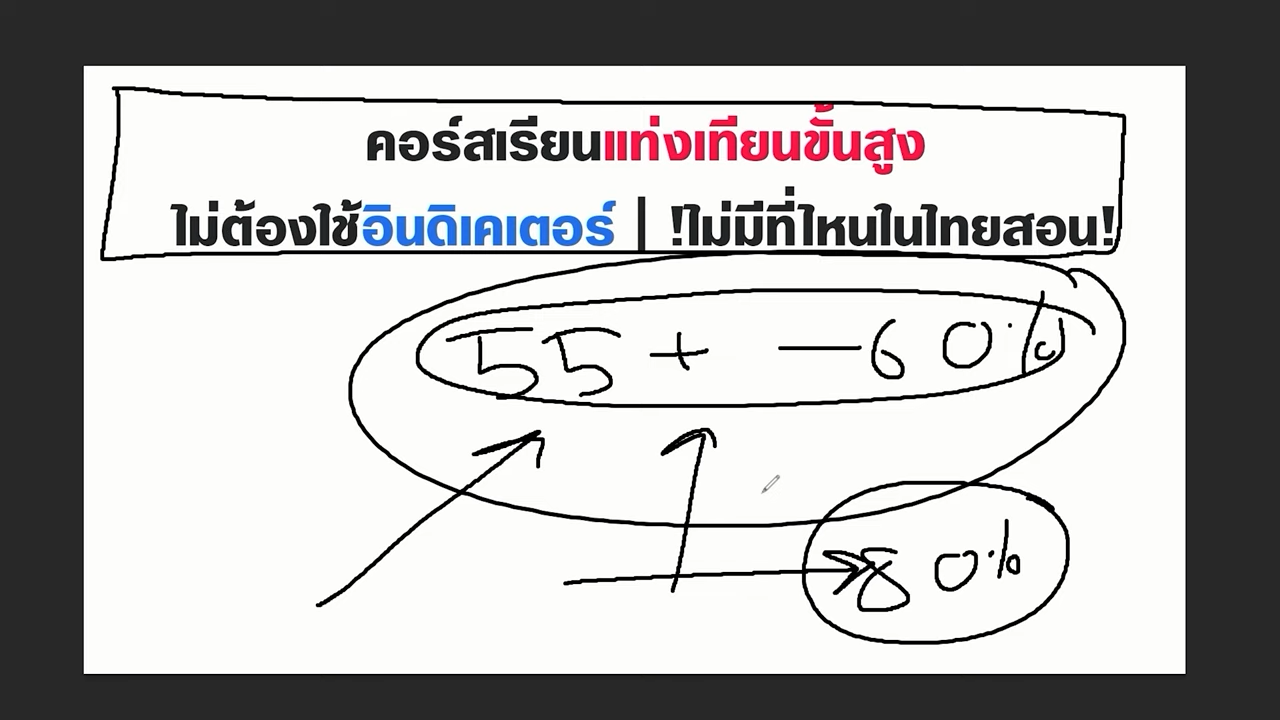 คอร์สเรียนแท่งเทียนขั้นสูง
ไม่ต้องใช้อินดิเคเตอร์ | !ไม่มีที่ไหนในไทยสอน!
55 + — 60%
80%